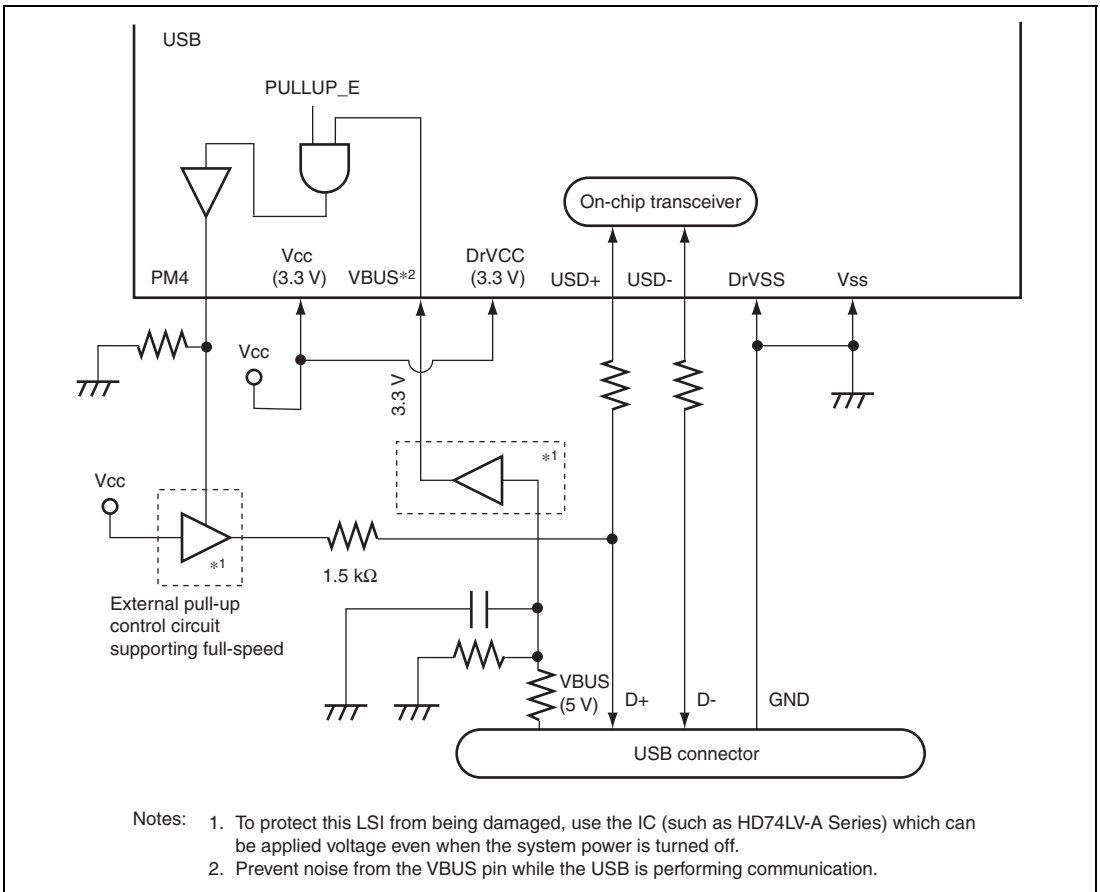 USB
PULLUP_E
On-chip transceiver
PM4
Vcc
(3.3 V)
VBUS*2
DrVCC
(3.3 V)
USD+
USD-
DrVSS
Vss
Vcc
3.3 V
*1
Vcc
*1
1.5 kΩ
External pull-up
control circuit
supporting full-speed
VBUS
(5 V)
D+
D-
GND
USB connector
Notes: 1. To protect this LSI from being damaged, use the IC (such as HD74LV-A Series) which can
be applied voltage even when the system power is turned off.
2. Prevent noise from the VBUS pin while the USB is performing communication.